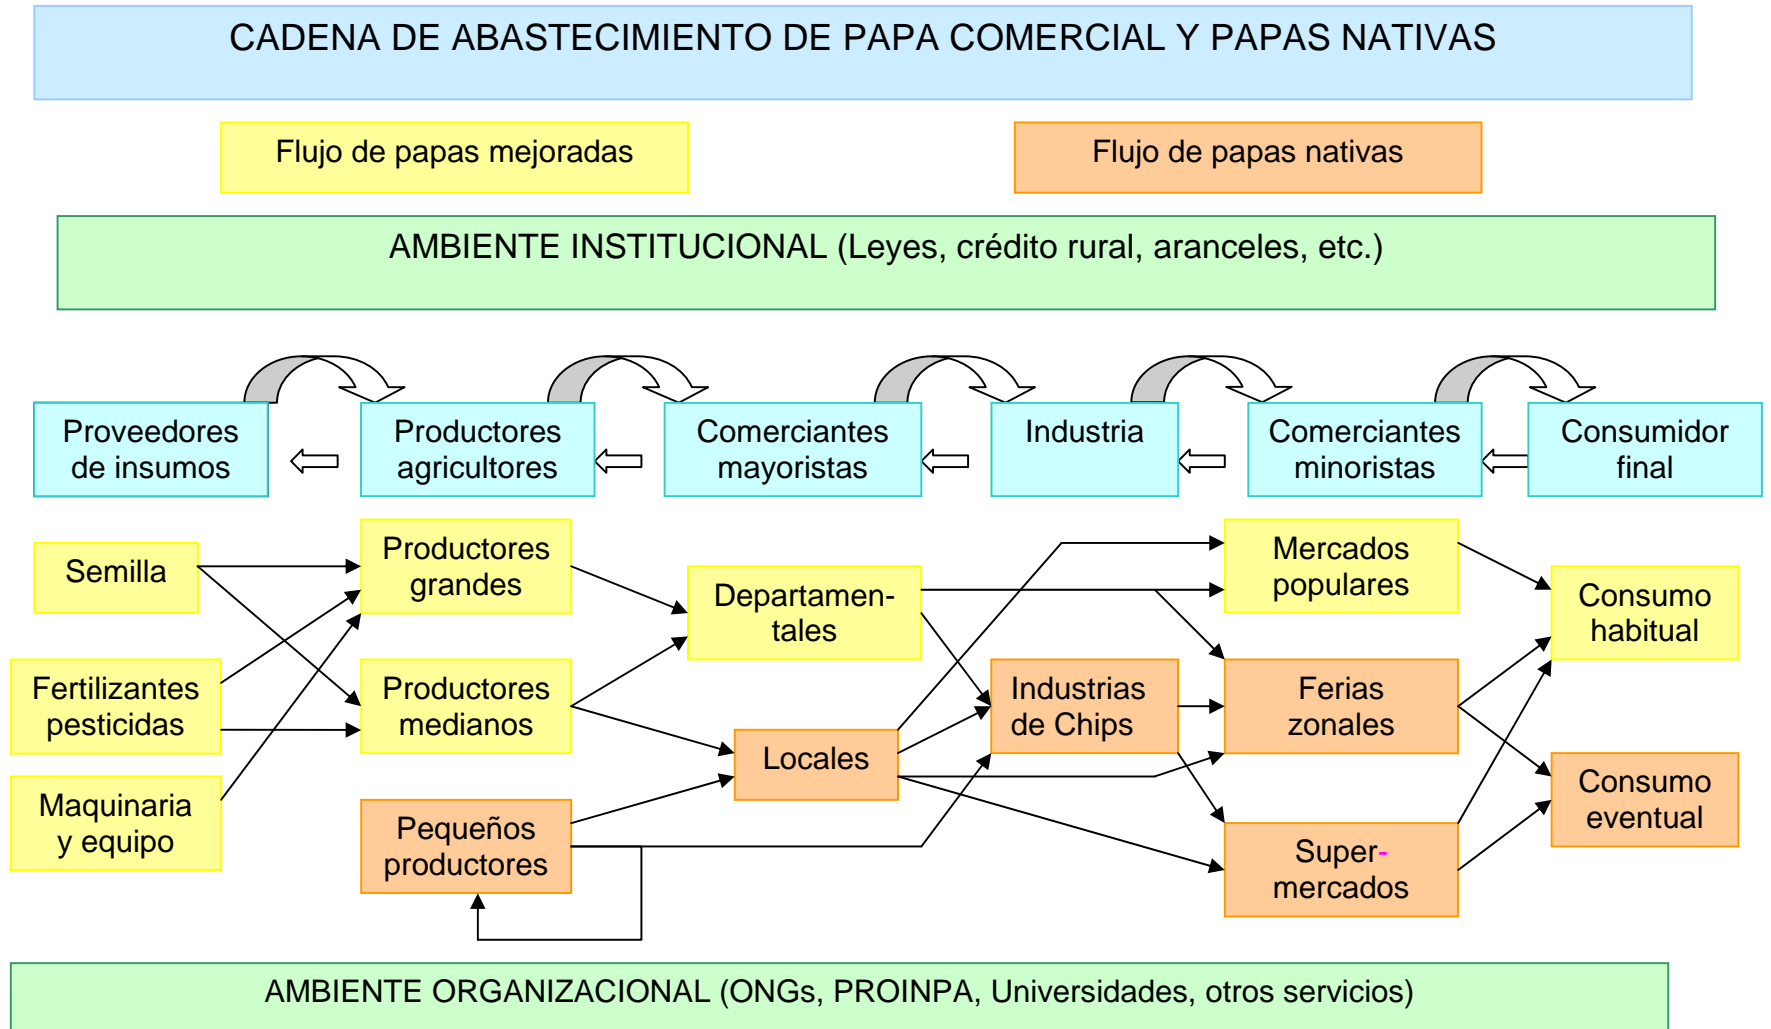 CADENA DE ABASTECIMIENTO DE PAPA COMERCIAL Y PAPAS NATIVAS
Flujo de papas mejoradas
Flujo de papas nativas
AMBIENTE INSTITUCIONAL (Leyes, crédito rural, aranceles, etc.)
Proveedores
de insumos
Productores
agricultores
Comerciantes
mayoristas
Industria
Comerciantes
minoristas
Consumidor
final
Semilla
Fertilizantes
pesticidas
Maquinaria
y equipo
Productores
grandes
Productores
medianos
Pequeños
productores
Departamen-
tales
Locales
Industrias
de Chips
Mercados
populares
Ferias
zonales
Super-
mercados
Consumo
habitual
Consumo
eventual
AMBIENTE ORGANIZACIONAL (ONGs, PROINPA, Universidades, otros servicios)